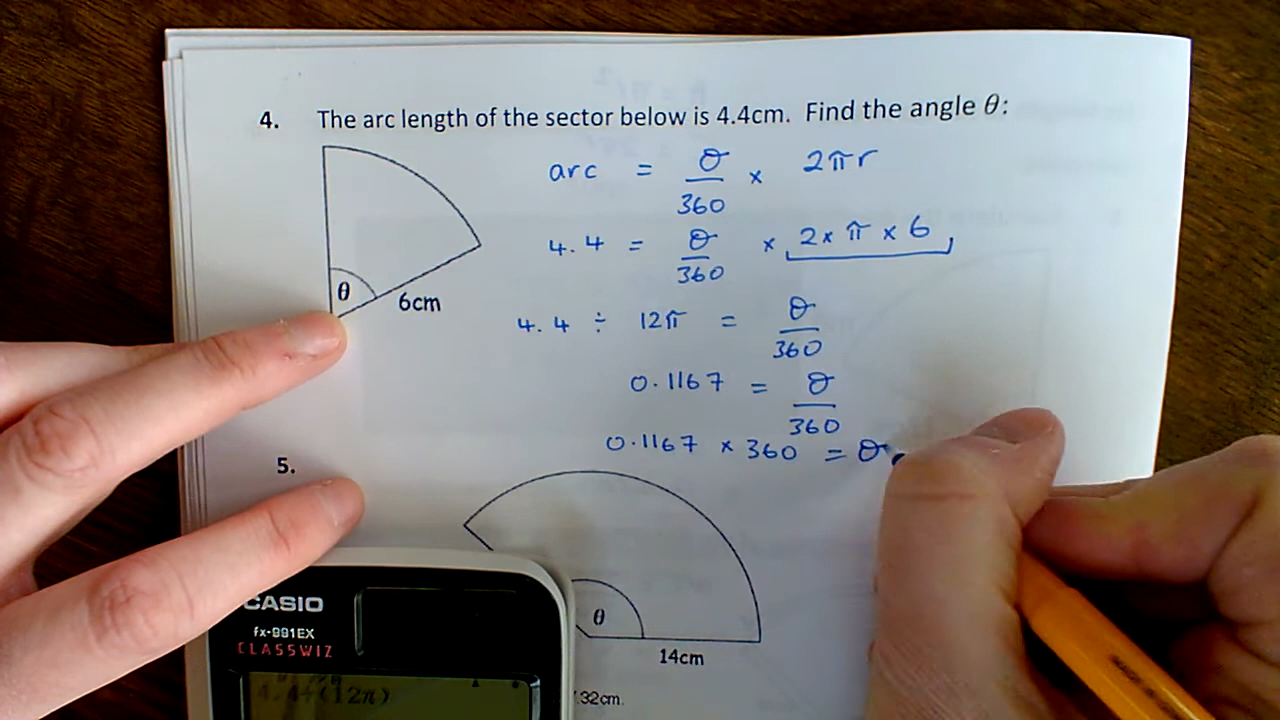 4. The arc length of the sector below is 4.4cm. Find the angle θ:
arc = θ/360 × 2πr
4.4 = θ/360 × 2 × π × 6
θ
6cm
4.4 ÷ 12π = θ/360
0.1167 = θ/360
0.1167 × 360 = θ
5.
θ
14cm
.32cm.
CASIO
fx-991EX
CLASSWIZ
4.4÷(12π)